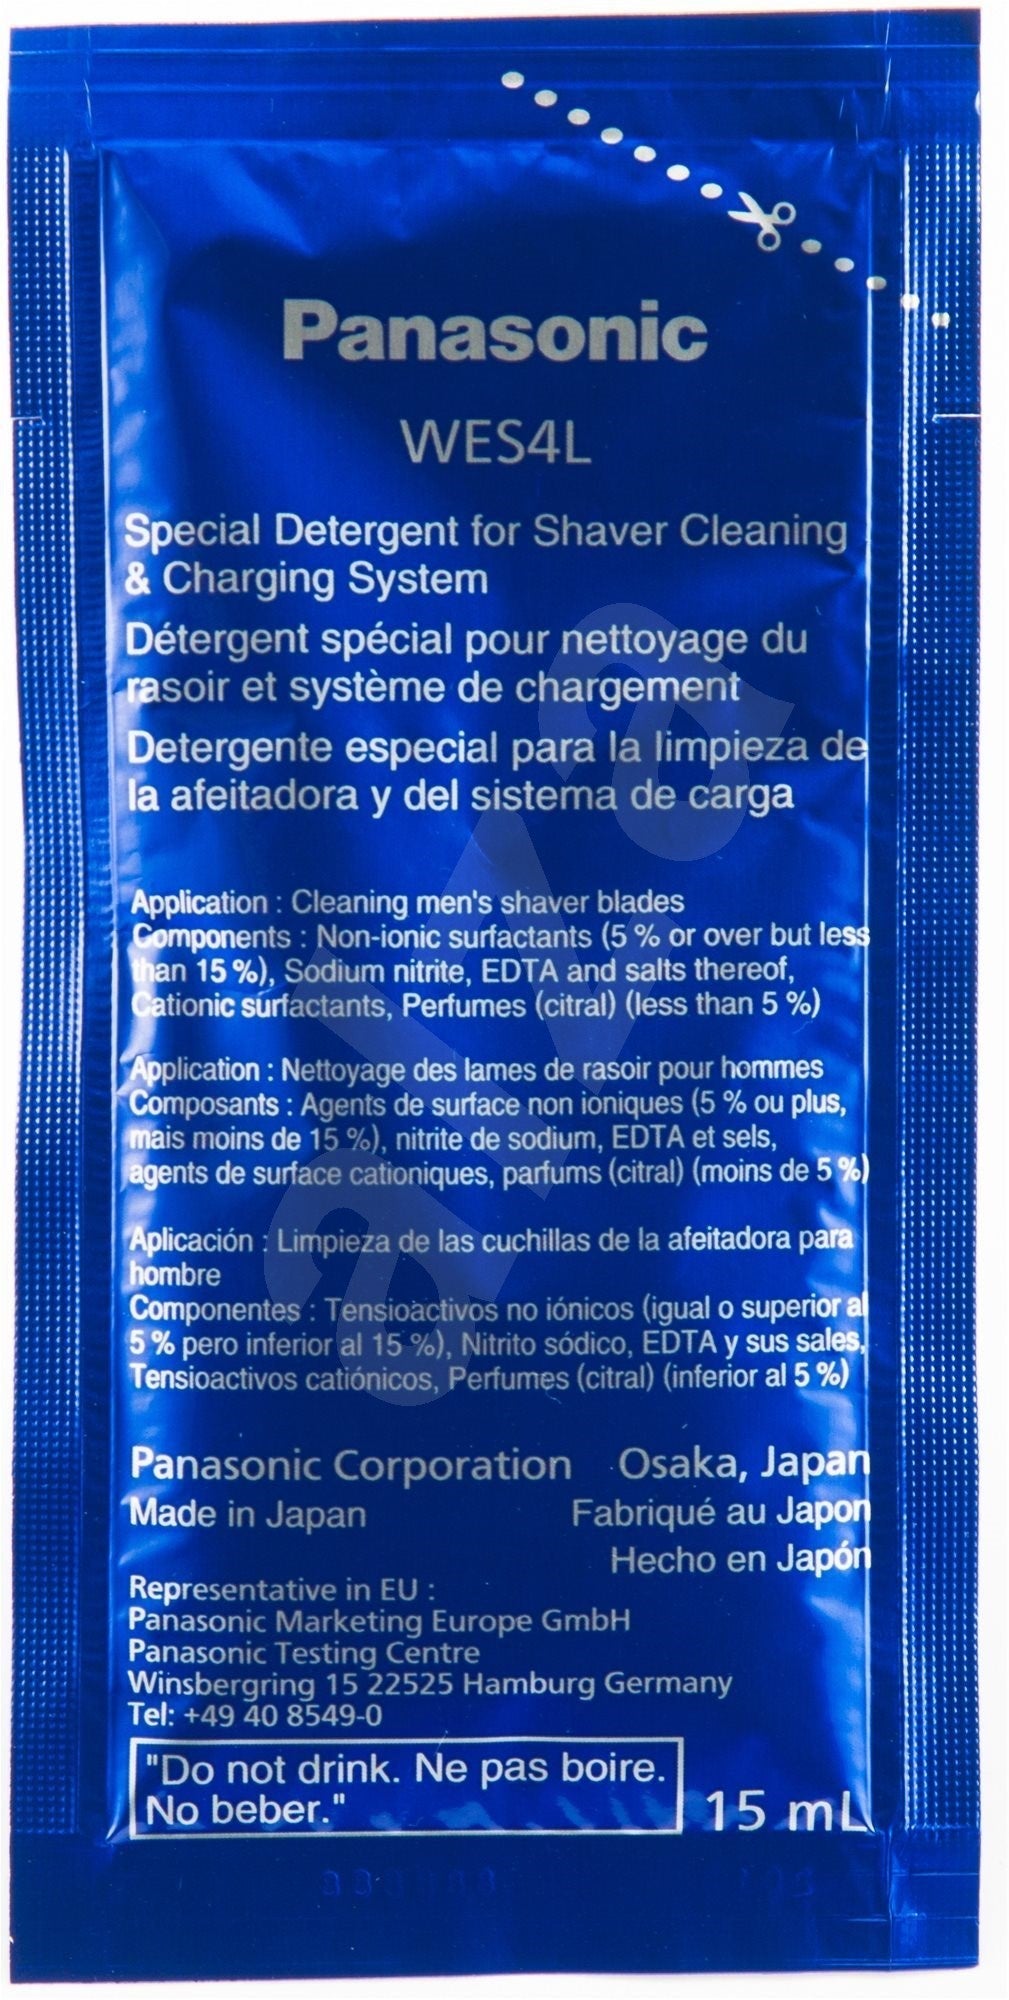 Panasonic
WES4L
Special Detergent for Shaver Cleaning
& Charging System
Détergent spécial pour nettoyage du
rasoir et système de chargement
Detergente especial para la limpieza de
la afeitadora y del sistema de carga
Application : Cleaning men's shaver blades
Components : Non-ionic surfactants (5 % or over but less
than 15 %), Sodium nitrite, EDTA and salts thereof,
Cationic surfactants, Perfumes (citral) (less than 5 %)
Application : Nettoyage des lames de rasoir pour hommes
Composants : Agents de surface non ioniques (5 % ou plus,
mais moins de 15 %), nitrite de sodium, EDTA et sels,
agents de surface cationiques, parfums (citral) (moins de 5 %)
Aplicación : Limpieza de las cuchillas de la afeitadora para
hombre
Componentes : Tensioactivos no iónicos (igual o superior al
5 % pero inferior al 15 %), Nitrito sódico, EDTA y sus sales,
Tensioactivos catiónicos, Perfumes (citral) (inferior al 5 %)
Panasonic Corporation Osaka, Japan
Made in Japan Fabriqué au Japon
Hecho en Japón
Representative in EU :
Panasonic Marketing Europe GmbH
Panasonic Testing Centre
Winsbergring 15 22525 Hamburg Germany
Tel: +49 40 8549-0
"Do not drink. Ne pas boire.
No beber."
15 mL
alza